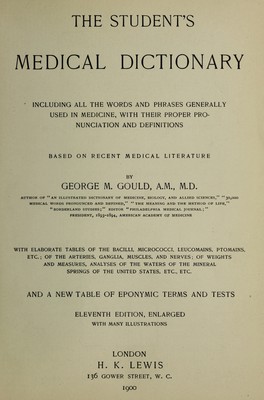 THE STUDENT'S
MEDICAL DICTIONARY
INCLUDING ALL THE WORDS AND PHRASES GENERALLY
USED IN MEDICINE, WITH THEIR PROPER PRO-
NUNCIATION AND DEFINITIONS
BASED ON RECENT MEDICAL LITERATURE
BY
GEORGE M. GOULD, A.M., M.D.
AUTHOR OF "AN ILLUSTRATED DICTIONARY OF MEDICINE, BIOLOGY, AND ALLIED SCIENCES," "30,000
MEDICAL WORDS PRONOUNCED AND DEFINED," "THE MEANING AND THE METHOD OF LIFE,"
"BORDERLAND STUDIES;" EDITOR "PHILADELPHIA MEDICAL JOURNAL;"
PRESIDENT, 1893-1894, AMERICAN ACADEMY OF MEDICINE
WITH ELABORATE TABLES OF THE BACILLI, MICROCOCCI, LEUCOMAINS, PTOMAINS,
ETC.; OF THE ARTERIES, GANGLIA, MUSCLES, AND NERVES; OF WEIGHTS
AND MEASURES, ANALYSES OF THE WATERS OF THE MINERAL
SPRINGS OF THE UNITED STATES, ETC., ETC.
AND A NEW TABLE OF EPONYMIC TERMS AND TESTS
ELEVENTH EDITION, ENLARGED
WITH MANY ILLUSTRATIONS
LONDON
H. K. LEWIS
136 GOWER STREET, W. C.
1900